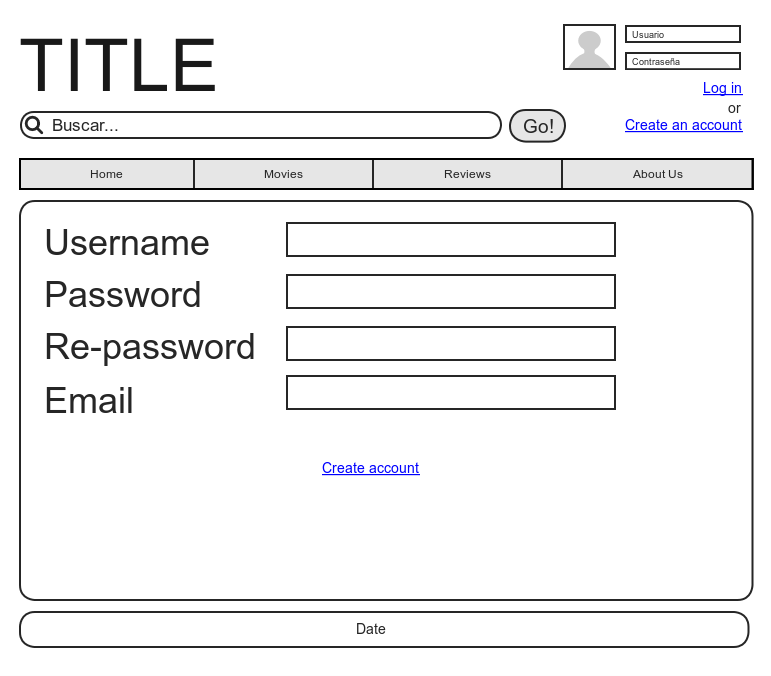 TITLE
Usuario
Contraseña
Log in
or
Create an account
Buscar...
Go!
Home
Movies
Reviews
About Us
Username
Password
Re-password
Email
Create account
Date